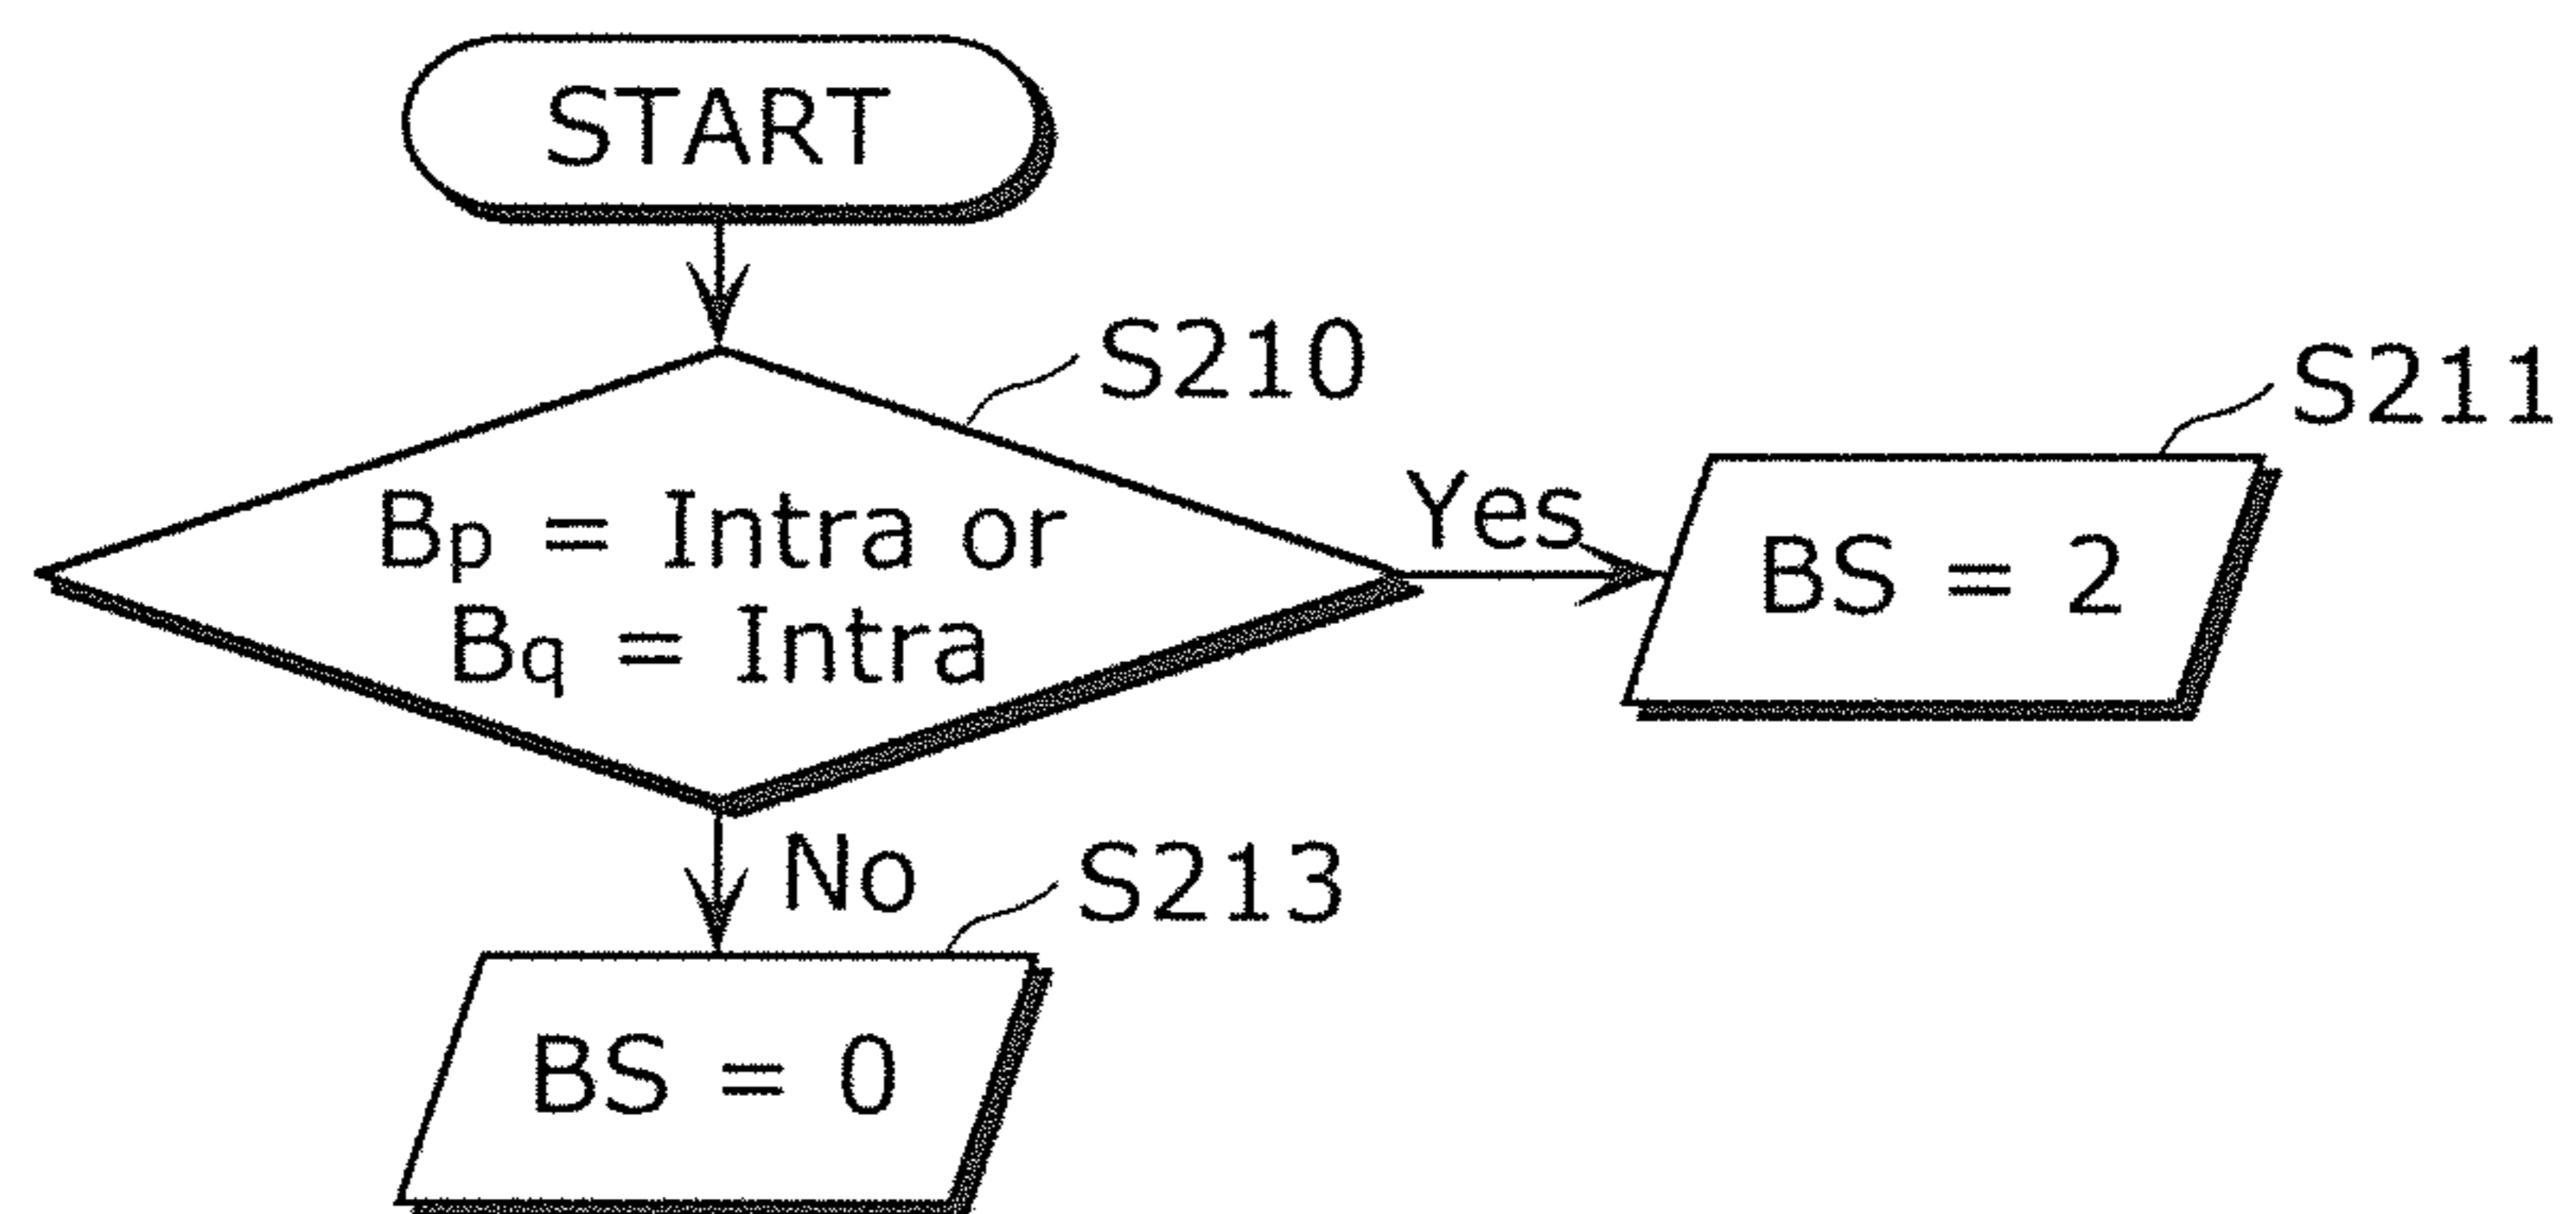 START
S210
S211
Bp = Intra or
Bq = Intra
Yes
BS = 2
No
S213
BS = 0